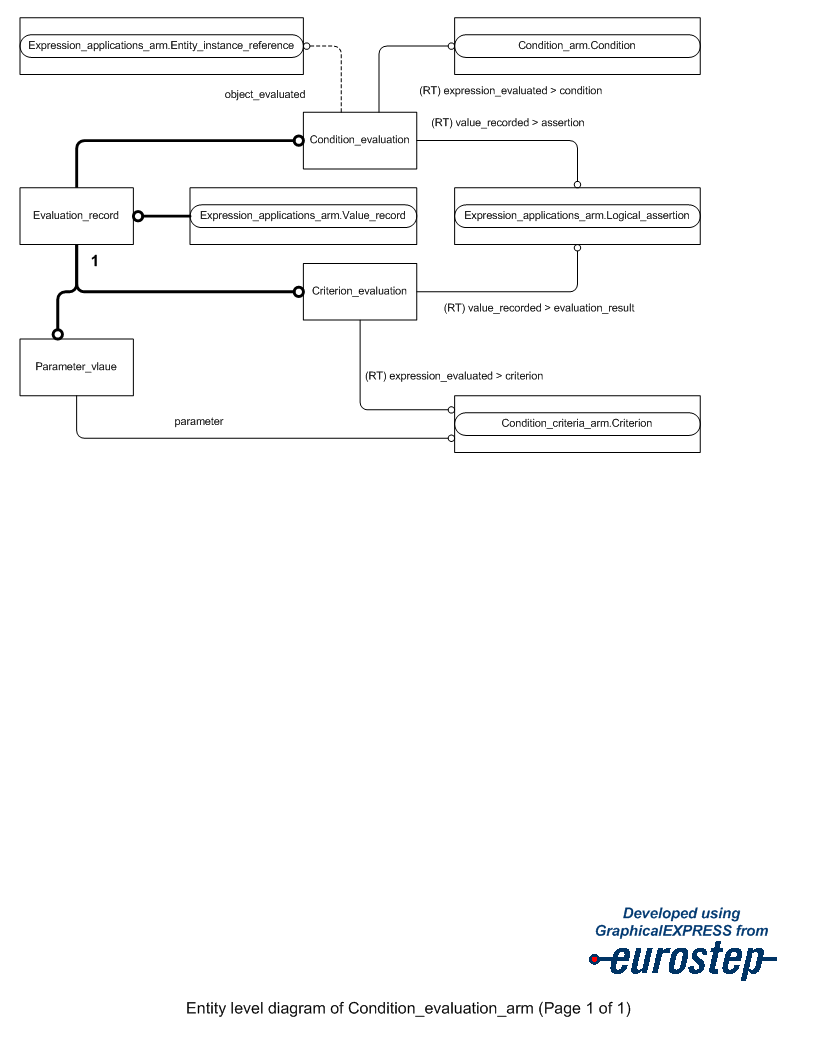 Expression_applications_arm.Entity_instance_reference
Condition_arm.Condition
object_evaluated
(RT) expression_evaluated > condition
(RT) value_recorded > assertion
Condition_evaluation
Evaluation_record
Expression_applications_arm.Value_record
Expression_applications_arm.Logical_assertion
1
Criterion_evaluation
(RT) value_recorded > evaluation_result
Parameter_vlaue
(RT) expression_evaluated > criterion
parameter
Condition_criteria_arm.Criterion
Developed using
GraphicalEXPRESS from
eurostep
Entity level diagram of Condition_evaluation_arm (Page 1 of 1)